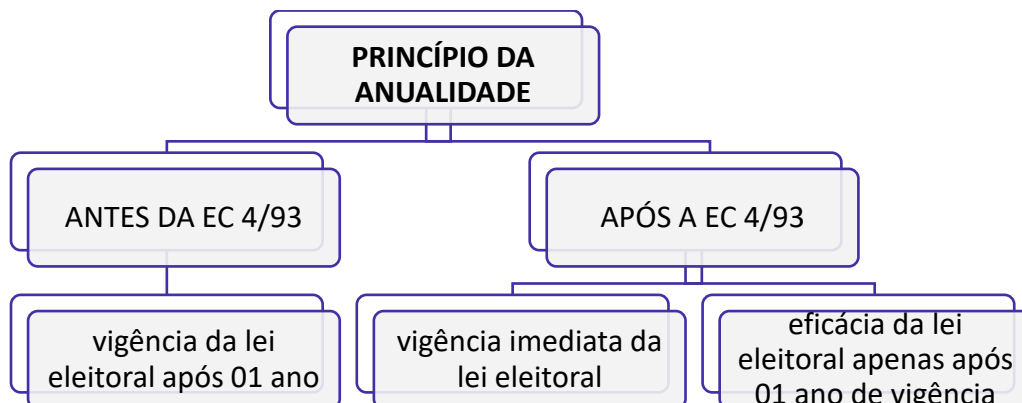 PRINCÍPIO DA
ANUALIDADE
ANTES DA EC 4/93
APÓS A EC 4/93
vigência da lei
eleitoral após 01 ano
vigência imediata da
lei eleitoral
eficácia da lei
eleitoral apenas após
01 ano de vigência